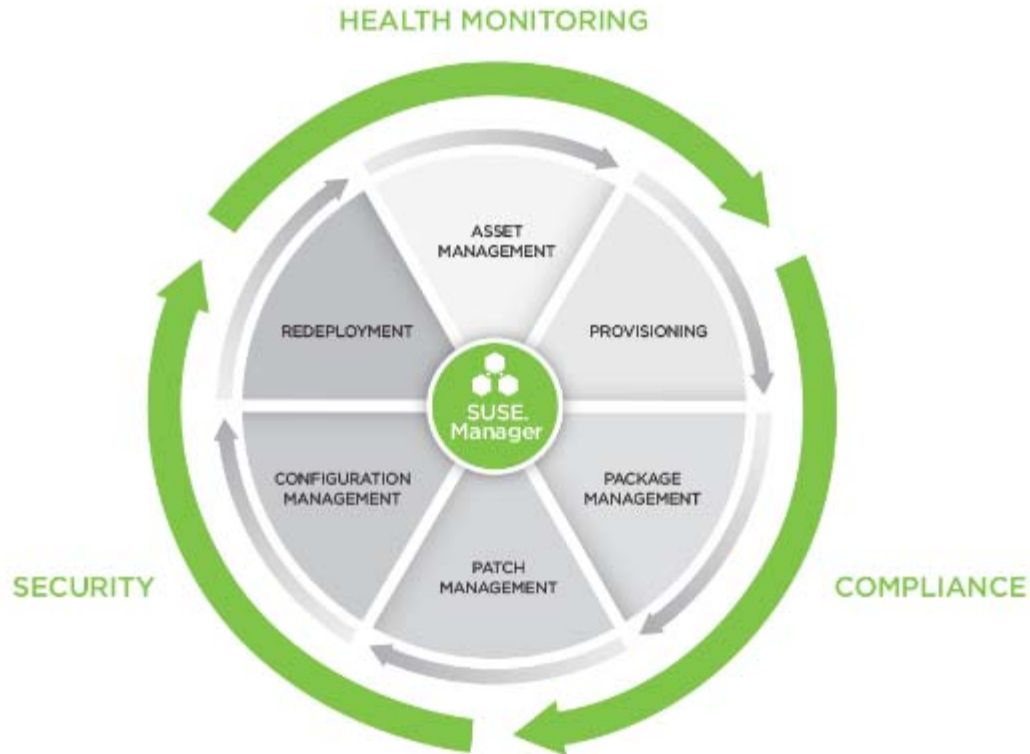 HEALTH MONITORING
ASSET
MANAGEMENT
REDEPLOYMENT
PROVISIONING
SUSE.
Manager
CONFIGURATION
MANAGEMENT
PACKAGE
MANAGEMENT
PATCH
MANAGEMENT
SECURITY
COMPLIANCE